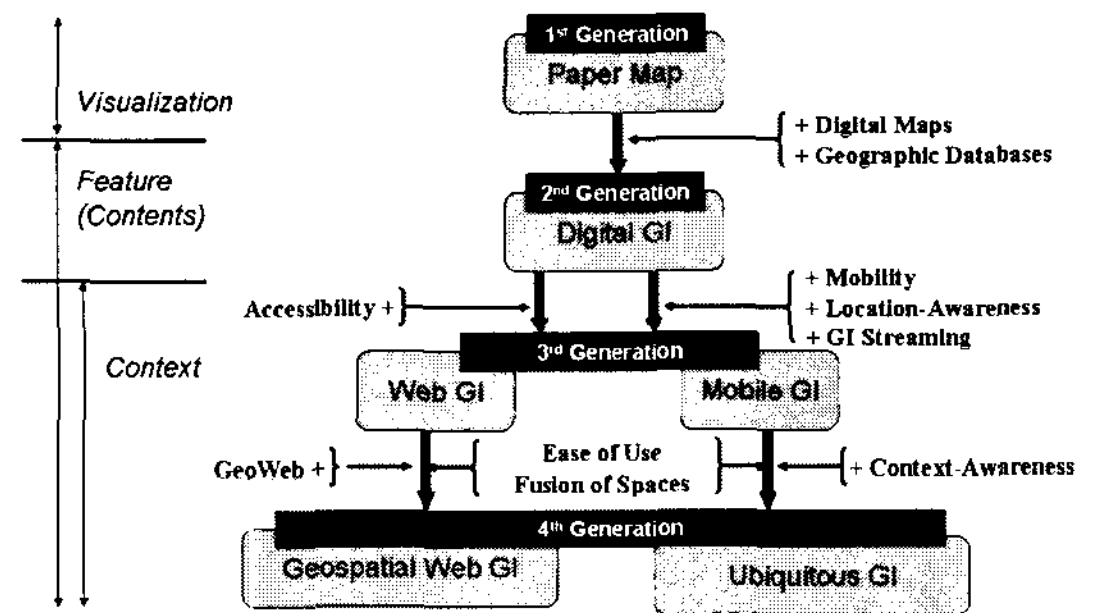 1st Generation
Paper Map
Visualization
+ Digital Maps
+ Geographic Databases
Feature
(Contents)
2nd Generation
Digital GI
Accessibility +
+ Mobility
+ Location-Awareness
+ GI Streaming
3rd Generation
Context
Web GI
Mobile GI
GeoWeb +
Ease of Use
Fusion of Spaces
+ Context-Awareness
4th Generation
Geospatial Web GI
Ubiquitous GI